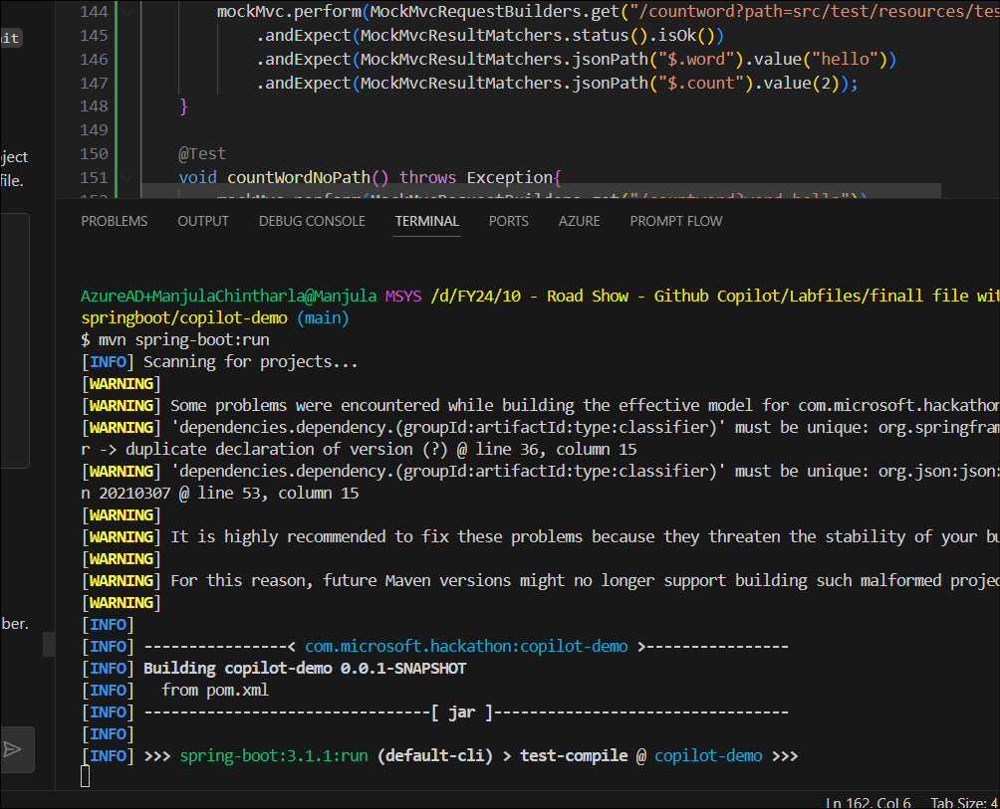 144 mockMvc.perform(MockMvcRequestBuilders.get("/countword?path=src/test/resources/tes
it
145 .andExpect(MockMvcResultMatchers.status().isOk())
146 .andExpect(MockMvcResultMatchers.jsonPath("$.word").value("hello"))
147 .andExpect(MockMvcResultMatchers.jsonPath("$.count").value(2));
148 }
149
150 @Test
ject
151 void countWordNoPath() throws Exception{
file.
PROBLEMS OUTPUT DEBUG CONSOLE TERMINAL PORTS AZURE PROMPT FLOW
AzureAD+ManjulaChintharla@Manjula MSYS /d/FY24/10 - Road Show - Github Copilot/Labfiles/finall file wit
springboot/copilot-demo (main)
$ mvn spring-boot:run
[INFO] Scanning for projects...
[WARNING]
[WARNING] Some problems were encountered while building the effective model for com.microsoft.hackathon
[WARNING] 'dependencies.dependency.(groupId:artifactId:type:classifier)' must be unique: org.springfram
r -> duplicate declaration of version (?) @ line 36, column 15
[WARNING] 'dependencies.dependency.(groupId:artifactId:type:classifier)' must be unique: org.json:json:
n 20210307 @ line 53, column 15
[WARNING]
[WARNING] It is highly recommended to fix these problems because they threaten the stability of your bu
[WARNING]
[WARNING] For this reason, future Maven versions might no longer support building such malformed projec
[WARNING]
ber.
[INFO]
[INFO] ----------------< com.microsoft.hackathon:copilot-demo >----------------
[INFO] Building copilot-demo 0.0.1-SNAPSHOT
[INFO] from pom.xml
[INFO] --------------------------------[ jar ]---------------------------------
[INFO]
[INFO] >>> spring-boot:3.1.1:run (default-cli) > test-compile @ copilot-demo >>>
Ln 162, Col 6 Tab Size: 4